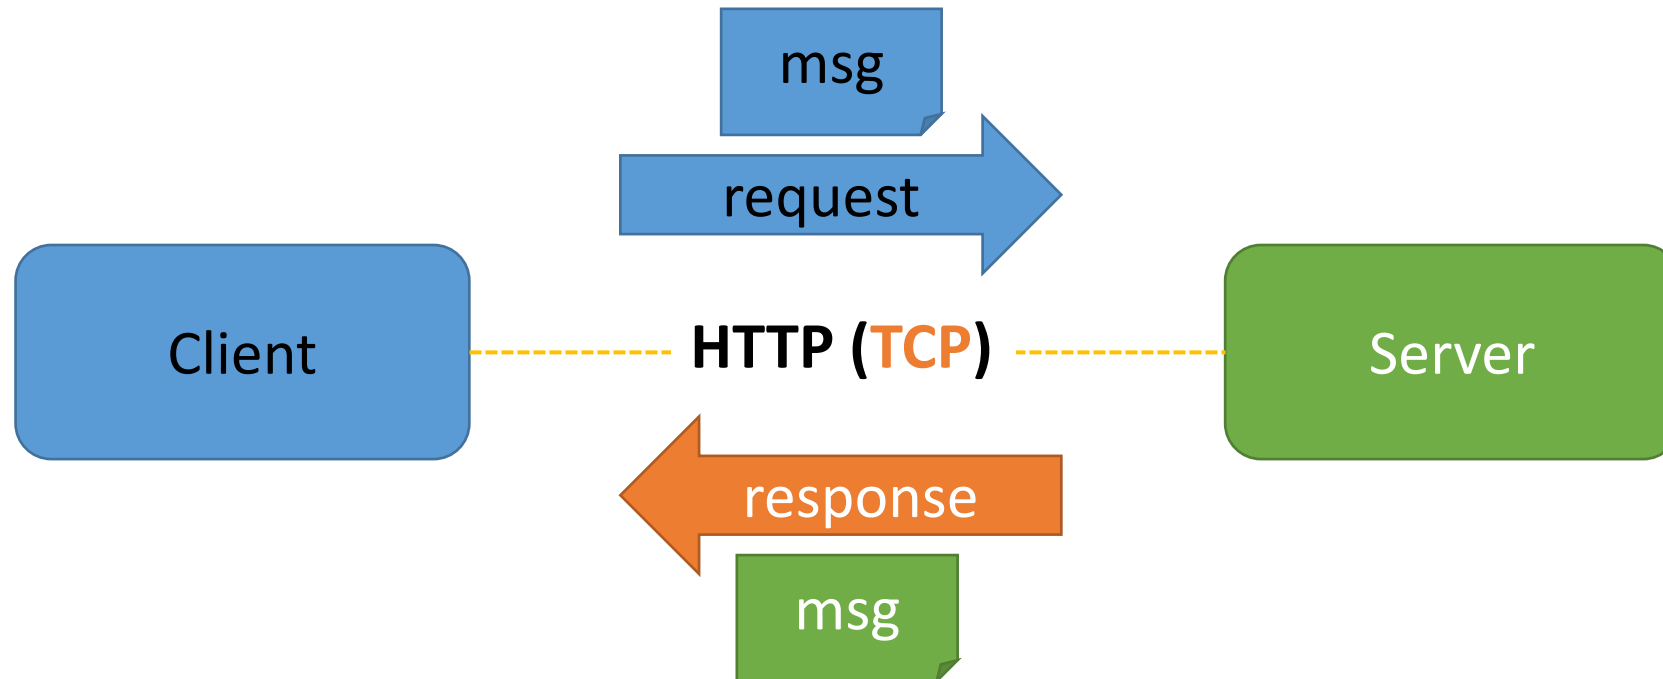 msg
request
Client
HTTP (TCP)
Server
response
msg